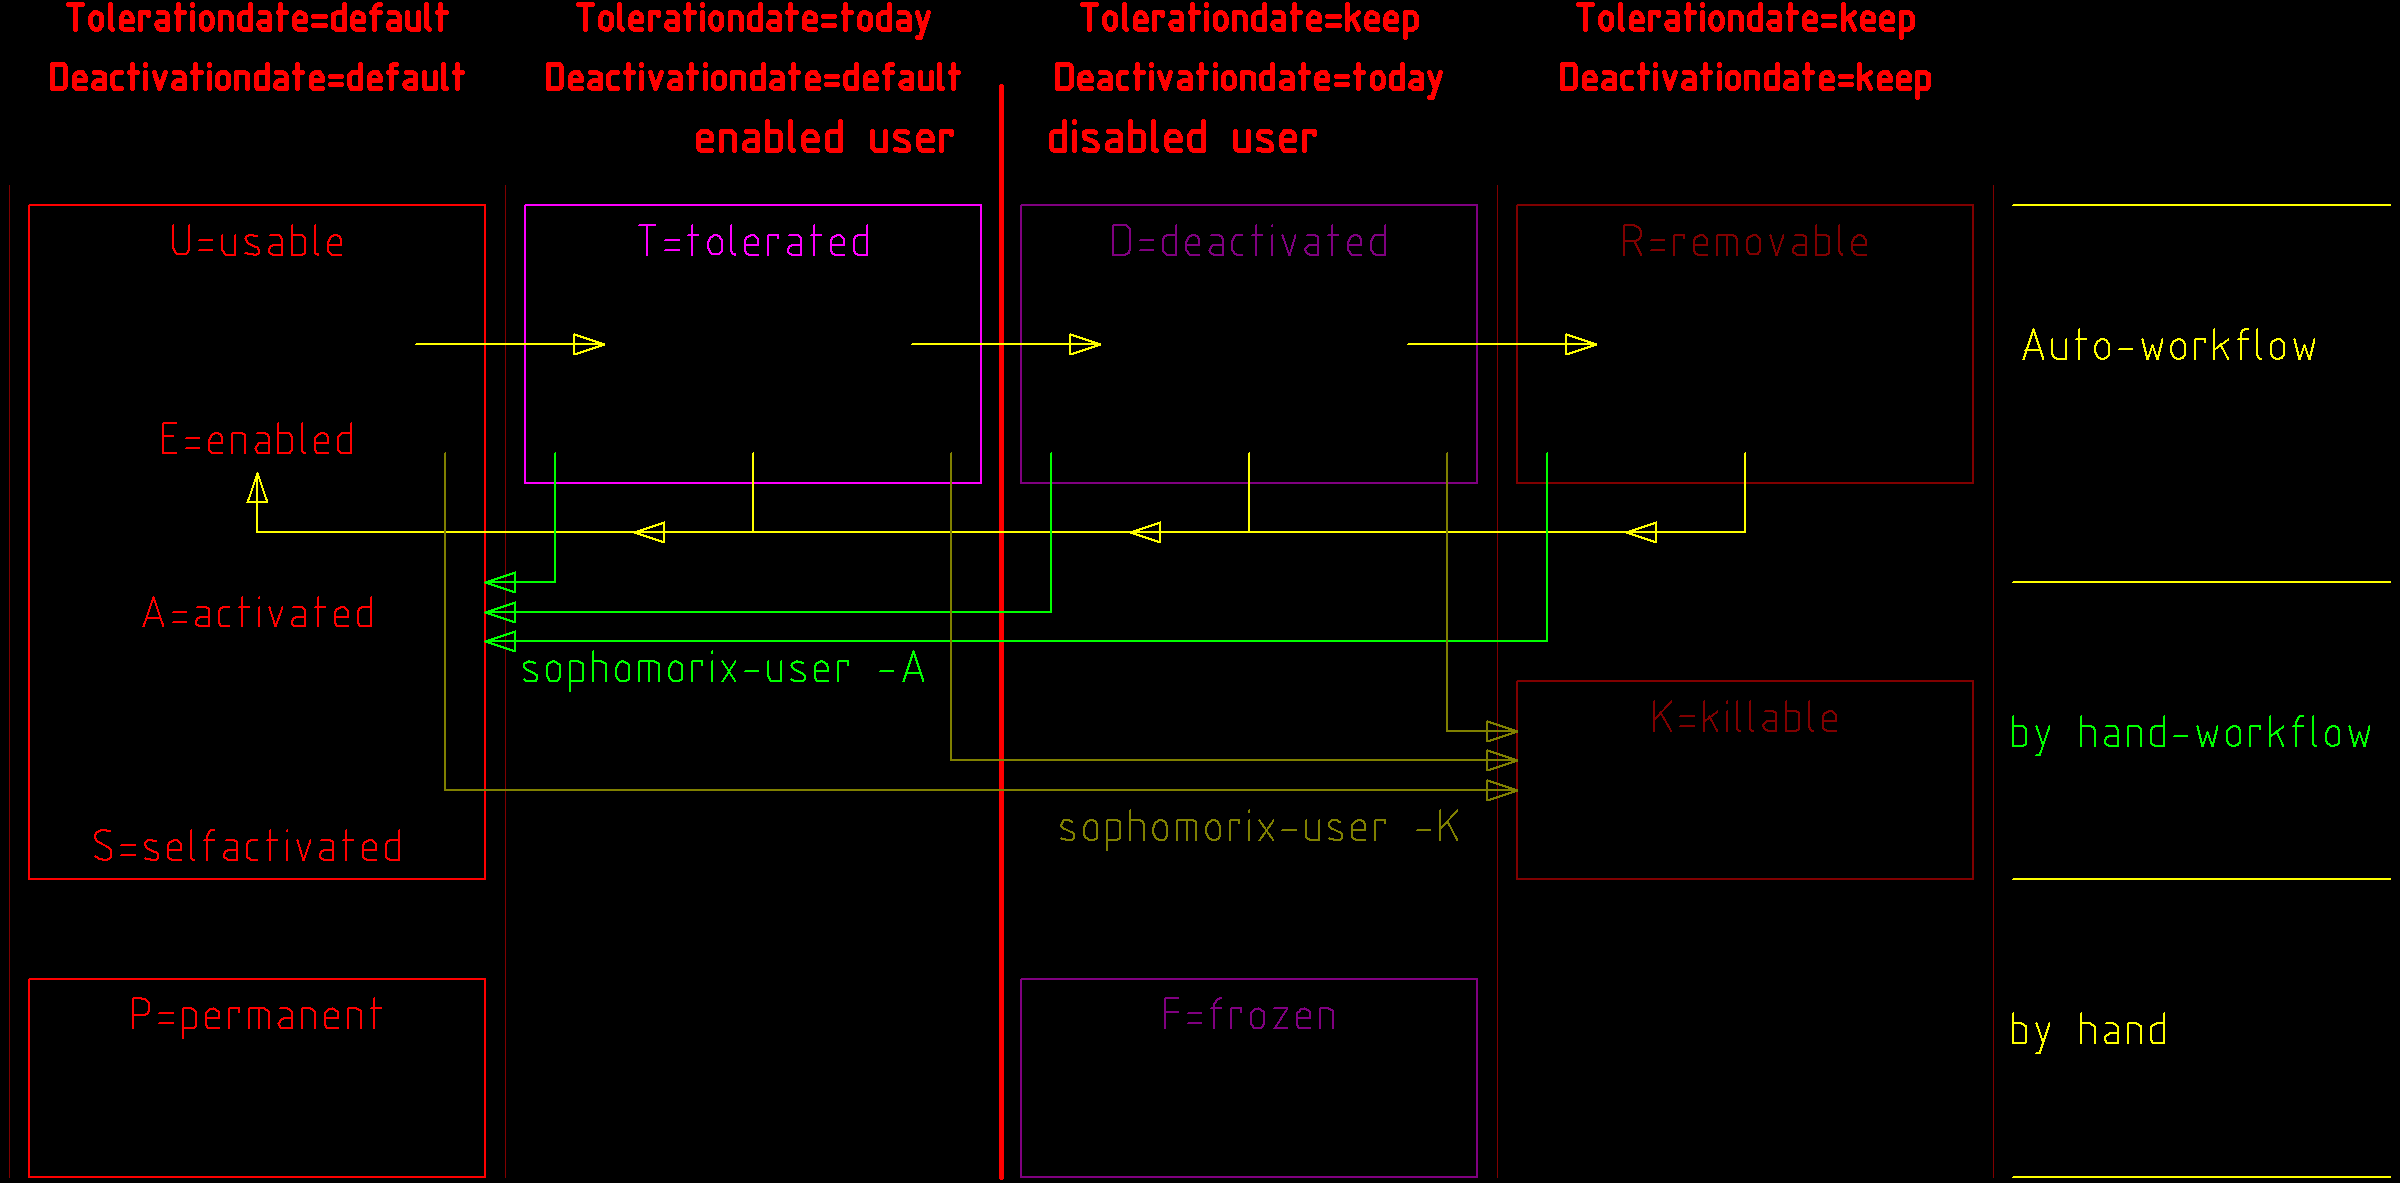 Tolerationdate=default
Tolerationdate=today
Tolerationdate=keep
Tolerationdate=keep
Deactivationdate=default
Deactivationdate=default
Deactivationdate=today
Deactivationdate=keep
enabled user
disabled user
U=usable
T=tolerated
D=deactivated
R=removable
Auto-workflow
E=enabled
A=activated
sophomorix-user -A
K=killable
by hand-workflow
sophomorix-user -K
S=selfactivated
P=permanent
F=frozen
by hand